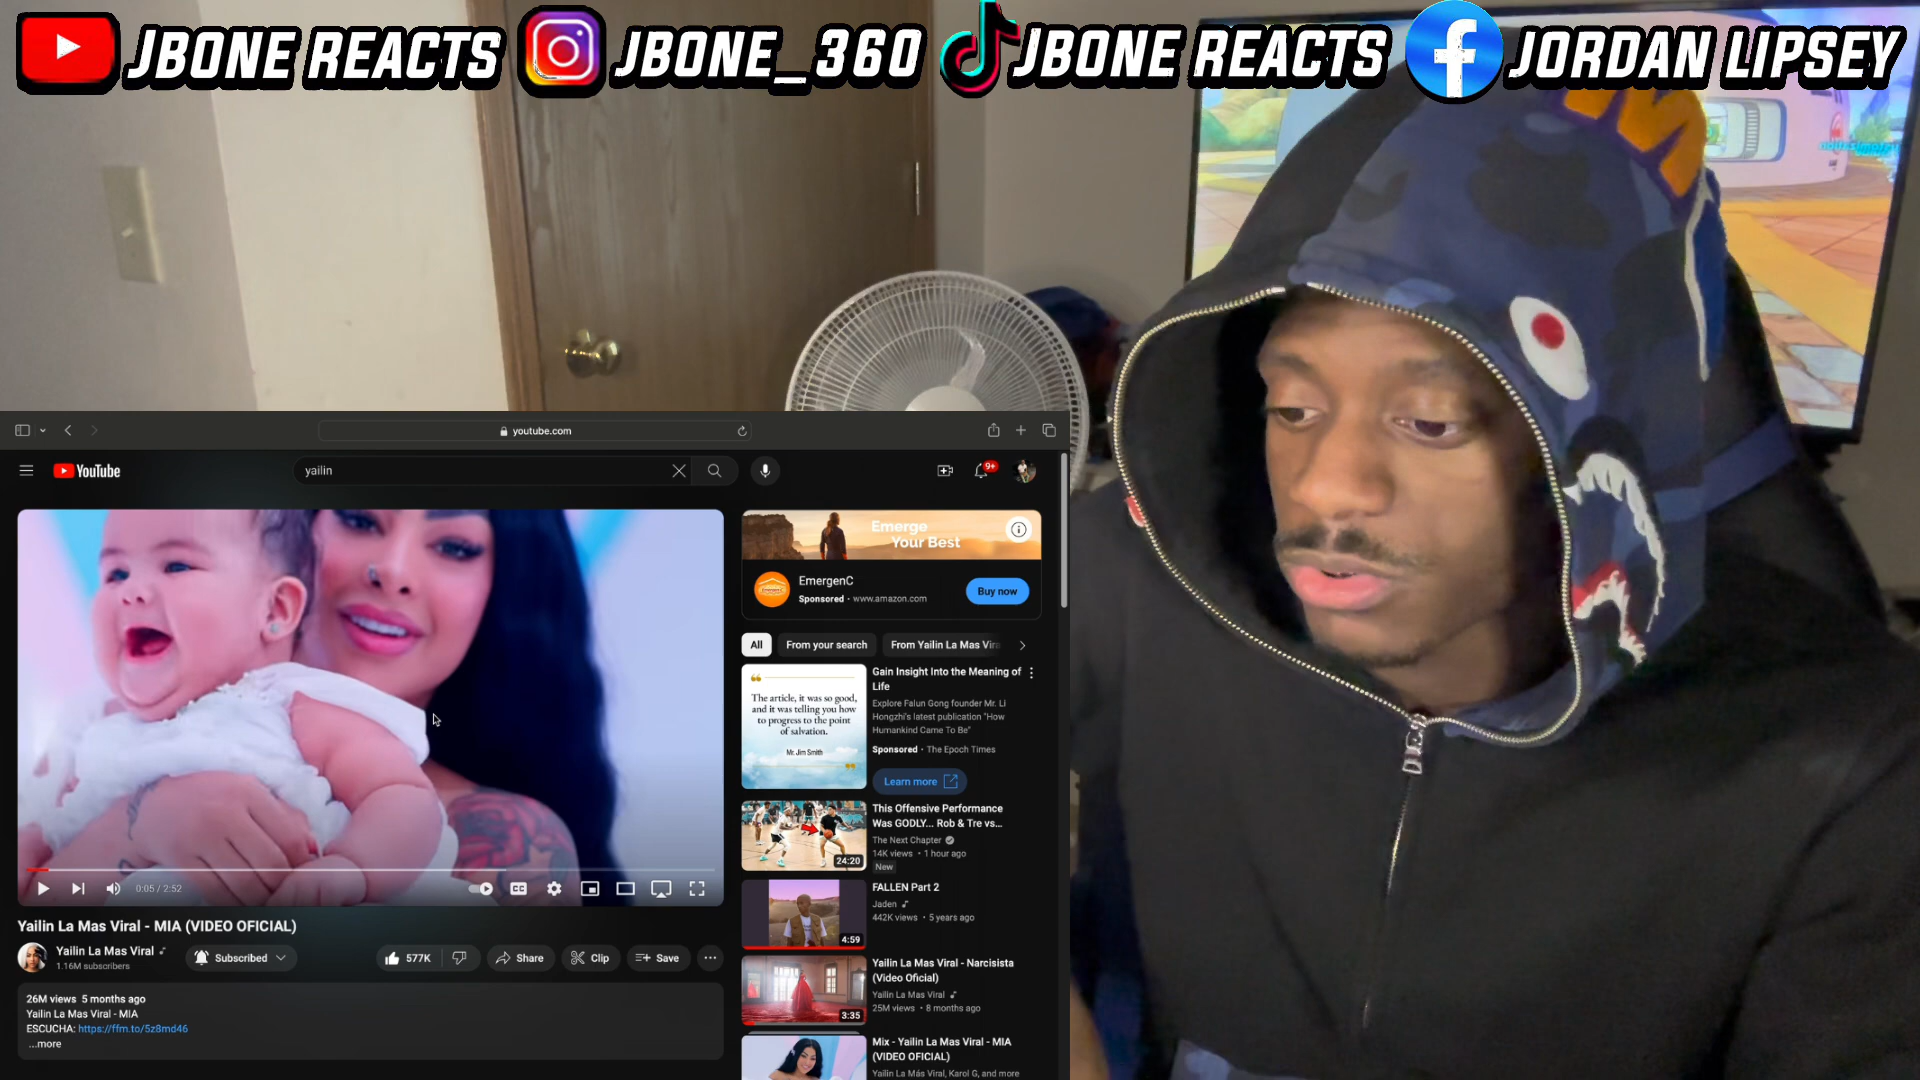 JBONE REACTS JBONE_360 JBONE REACTS JORDAN LIPSEY
youtube.com
YouTube
yailin
9+
Emerge
Your Best
EmergenC
Sponsored · www.amazon.com
Buy now
All From your search From Yailin La Mas Vira
The article, it was so good,
and it was telling you how
to progress to the point
of salvation.
Mr. Jim Smith
Gain Insight Into the Meaning of
Life
Explore Falun Gong founder Mr. Li
Hongzhi's latest publication "How
Humankind Came To Be"
Sponsored · The Epoch Times
Learn more
24:20
This Offensive Performance
Was GODLY... Rob & Tre vs...
The Next Chapter
14K views · 1 hour ago
New
4:59
FALLEN Part 2
Jaden
442K views · 5 years ago
3:35
Yailin La Mas Viral - Narcisista
(Video Oficial)
Yailin La Mas Viral
25M views · 8 months ago
Mix - Yailin La Mas Viral - MIA
(VIDEO OFICIAL)
Yailin La Más Viral, Karol G, and more
0:05 / 2:52
CC
Yailin La Mas Viral - MIA (VIDEO OFICIAL)
Yailin La Mas Viral
1.16M subscribers
Subscribed
577K
Share
Clip
Save
26M views 5 months ago
Yailin La Mas Viral - MIA
ESCUCHA: https://ffm.to/5z8md46
...more